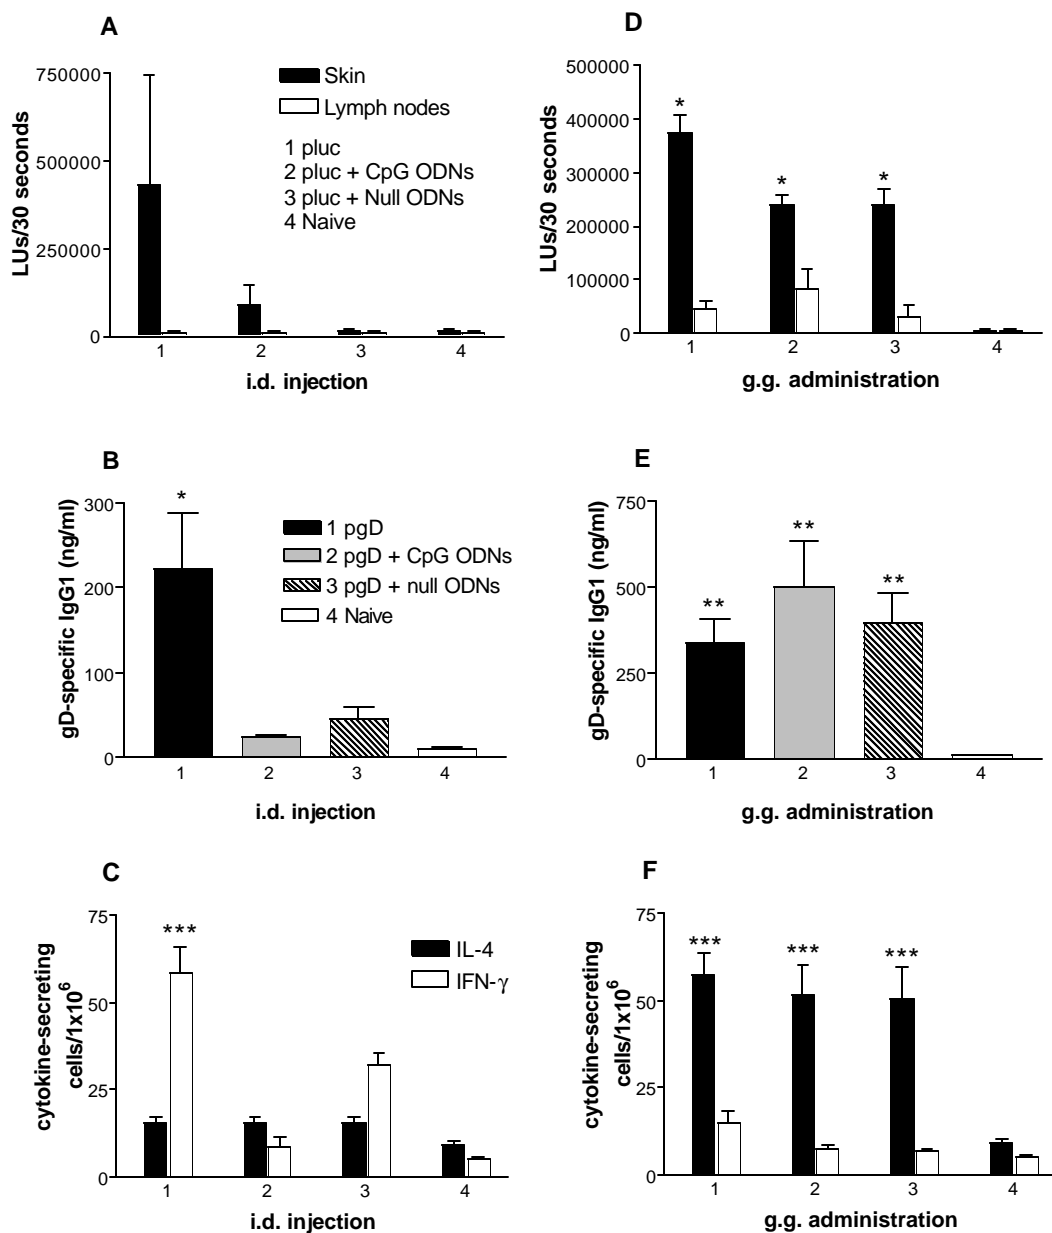 A
LUs/30 seconds
750000
500000
250000
0
Skin
Lymph nodes
1 pluc
2 pluc + CpG ODNs
3 pluc + Null ODNs
4 Naive
1 2 3 4
i.d. injection
D
LUs/30 seconds
500000
400000
300000
200000
100000
0
* * *
1 2 3 4
g.g. administration
B
gD-specific IgG1 (ng/ml)
300
200
100
0
*
1 pgD
2 pgD + CpG ODNs
3 pgD + null ODNs
4 Naive
1 2 3 4
i.d. injection
E
gD-specific IgG1 (ng/ml)
750
500
250
0
** ** **
1 2 3 4
g.g. administration
C
cytokine-secreting
cells/1x10⁶
75
50
25
0
***
IL-4
IFN-γ
1 2 3 4
i.d. injection
F
cytokine-secreting
cells/1x10⁶
75
50
25
0
*** *** ***
1 2 3 4
g.g. administration